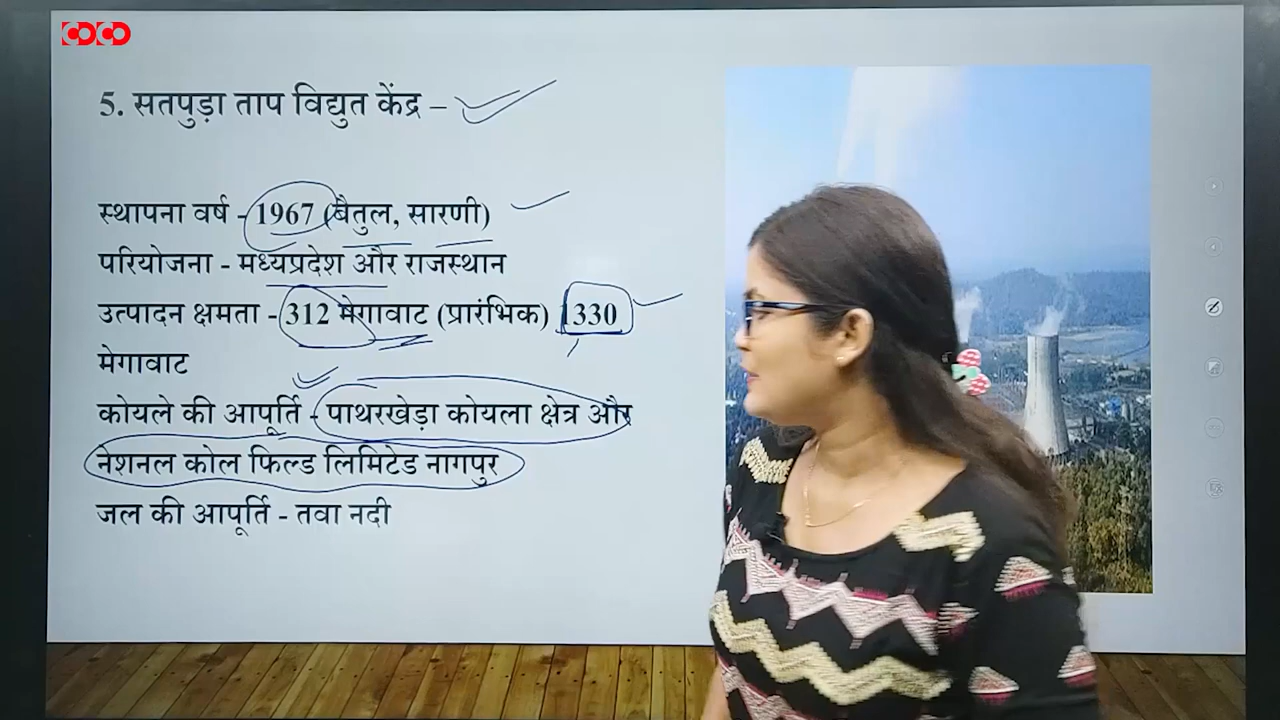 COCO
5. सतपुड़ा ताप विद्युत केंद्र –
स्थापना वर्ष - 1967 (बैतुल, सारणी)
परियोजना - मध्यप्रदेश और राजस्थान
उत्पादन क्षमता - 312 मेगावाट (प्रारंभिक) 1330
मेगावाट
कोयले की आपूर्ति - पाथरखेड़ा कोयला क्षेत्र और
नेशनल कोल फिल्ड लिमिटेड नागपुर
जल की आपूर्ति - तवा नदी